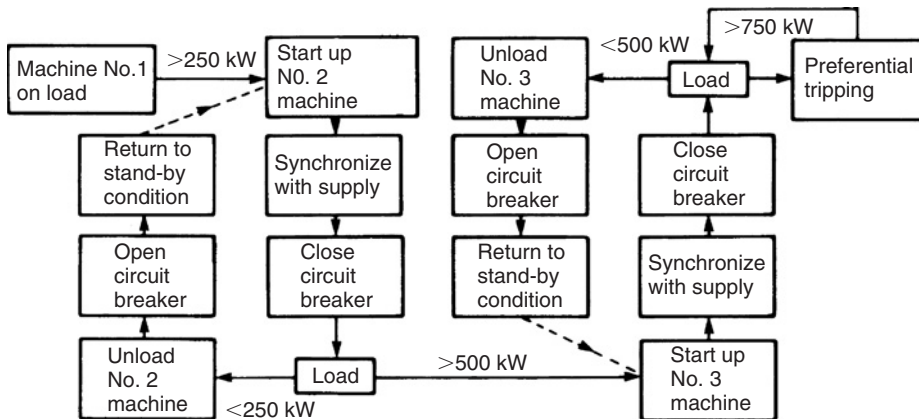 Machine No.1
on load
>250 kW
Start up
N0. 2
machine
Unload
No. 3
machine
<500 kW
Load
>750 kW
Preferential
tripping
Return to
stand-by
condition
Synchronize
with supply
Open
circuit
breaker
Close
circuit
breaker
Open
circuit
breaker
Close
circuit
breaker
Return to
stand-by
condition
Synchronize
with supply
Unload
No. 2
machine
<250 kW
Load
>500 kW
Start up
No. 3
machine